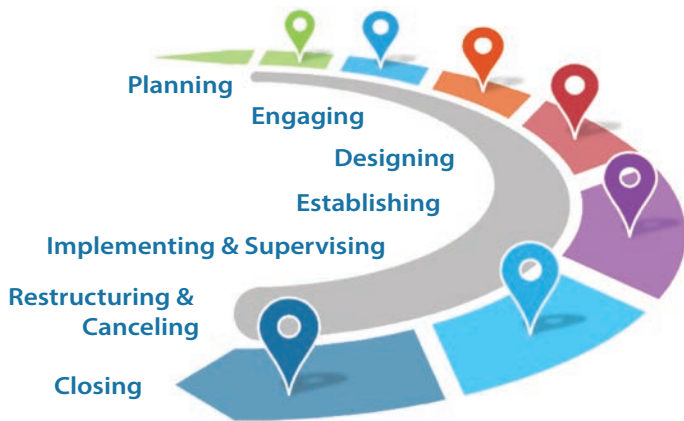 Planning
Engaging
Designing
Establishing
Implementing & Supervising
Restructuring &
Canceling
Closing